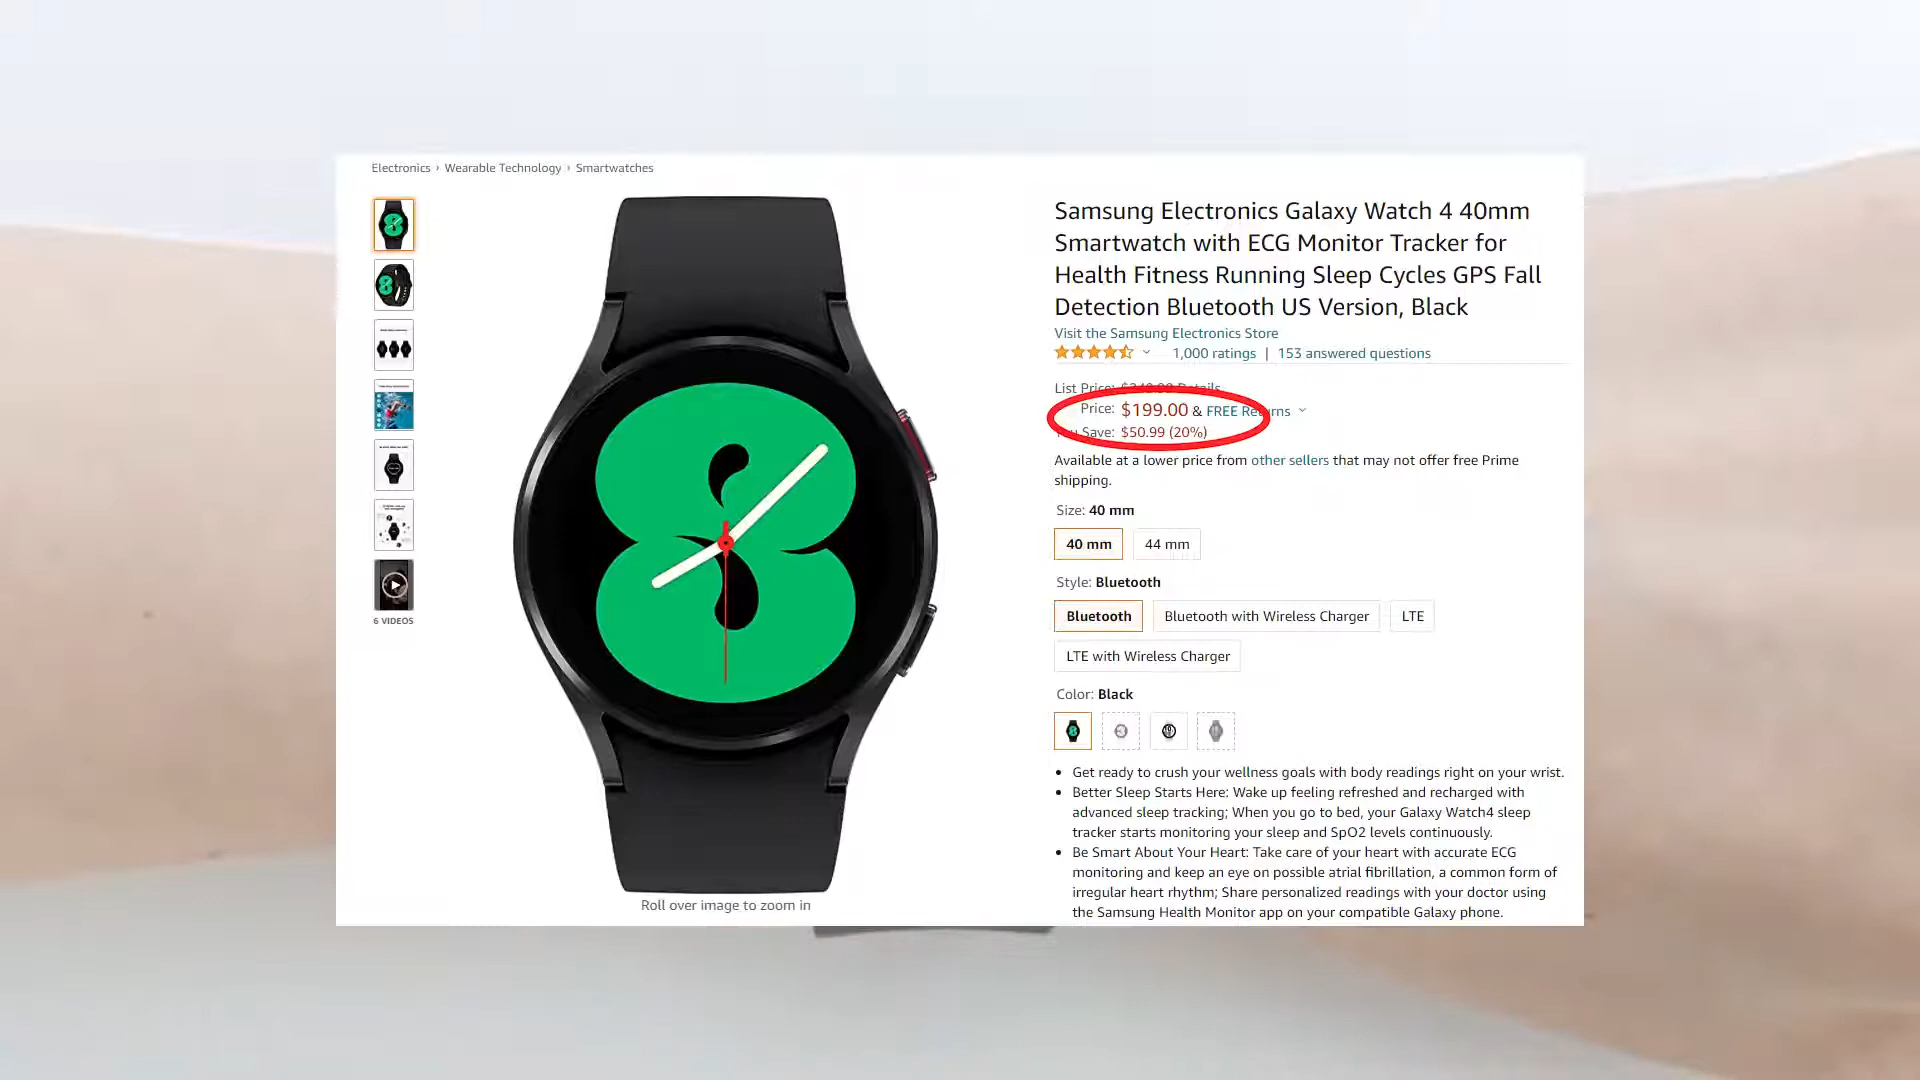 Electronics › Wearable Technology › Smartwatches
Samsung Electronics Galaxy Watch 4 40mm
Smartwatch with ECG Monitor Tracker for
Health Fitness Running Sleep Cycles GPS Fall
Detection Bluetooth US Version, Black
Visit the Samsung Electronics Store
1,000 ratings | 153 answered questions
List Price: Details
Price: $199.00 & FREE Returns
You Save: $50.99 (20%)
Available at a lower price from other sellers that may not offer free Prime
shipping.
Size: 40 mm
40 mm 44 mm
Style: Bluetooth
Bluetooth Bluetooth with Wireless Charger LTE
LTE with Wireless Charger
Color: Black
• Get ready to crush your wellness goals with body readings right on your wrist.
• Better Sleep Starts Here: Wake up feeling refreshed and recharged with
advanced sleep tracking; When you go to bed, your Galaxy Watch4 sleep
tracker starts monitoring your sleep and SpO2 levels continuously.
• Be Smart About Your Heart: Take care of your heart with accurate ECG
monitoring and keep an eye on possible atrial fibrillation, a common form of
irregular heart rhythm; Share personalized readings with your doctor using
the Samsung Health Monitor app on your compatible Galaxy phone.
6 VIDEOS
8
Roll over image to zoom in